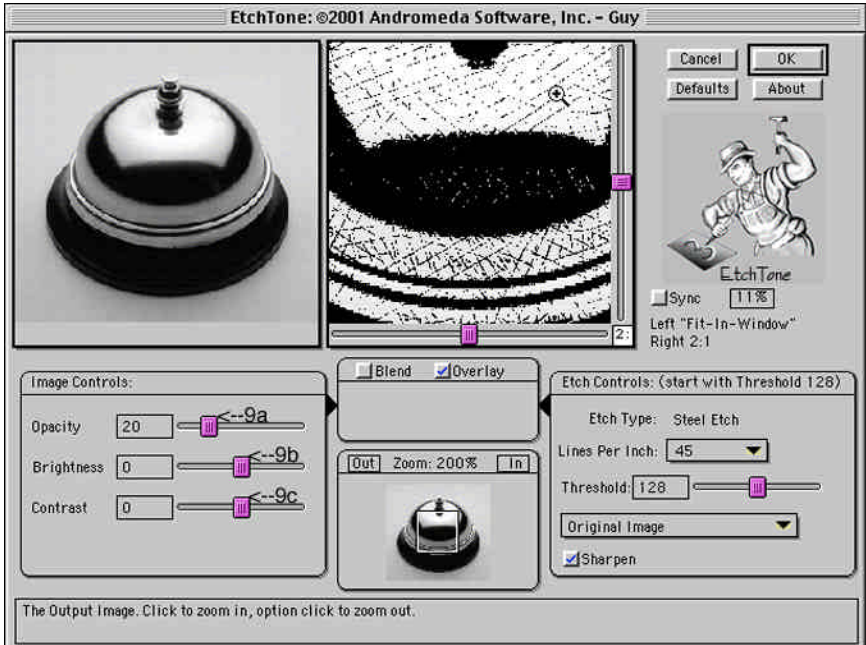 EtchTone: ©2001 Andromeda Software, Inc. - Guy
2:
Cancel
OK
Defaults
About
EtchTone
Sync
11%
Left "Fit-In-Window"
Right 2:1
Image Controls:
Opacity
20
<--9a
Brightness
0
<--9b
Contrast
0
<--9c
Blend
Overlay
Out
Zoom: 200%
In
Etch Controls: (start with Threshold 128)
Etch Type: Steel Etch
Lines Per Inch: 45
Threshold: 128
Original Image
Sharpen
The Output Image. Click to zoom in, option click to zoom out.